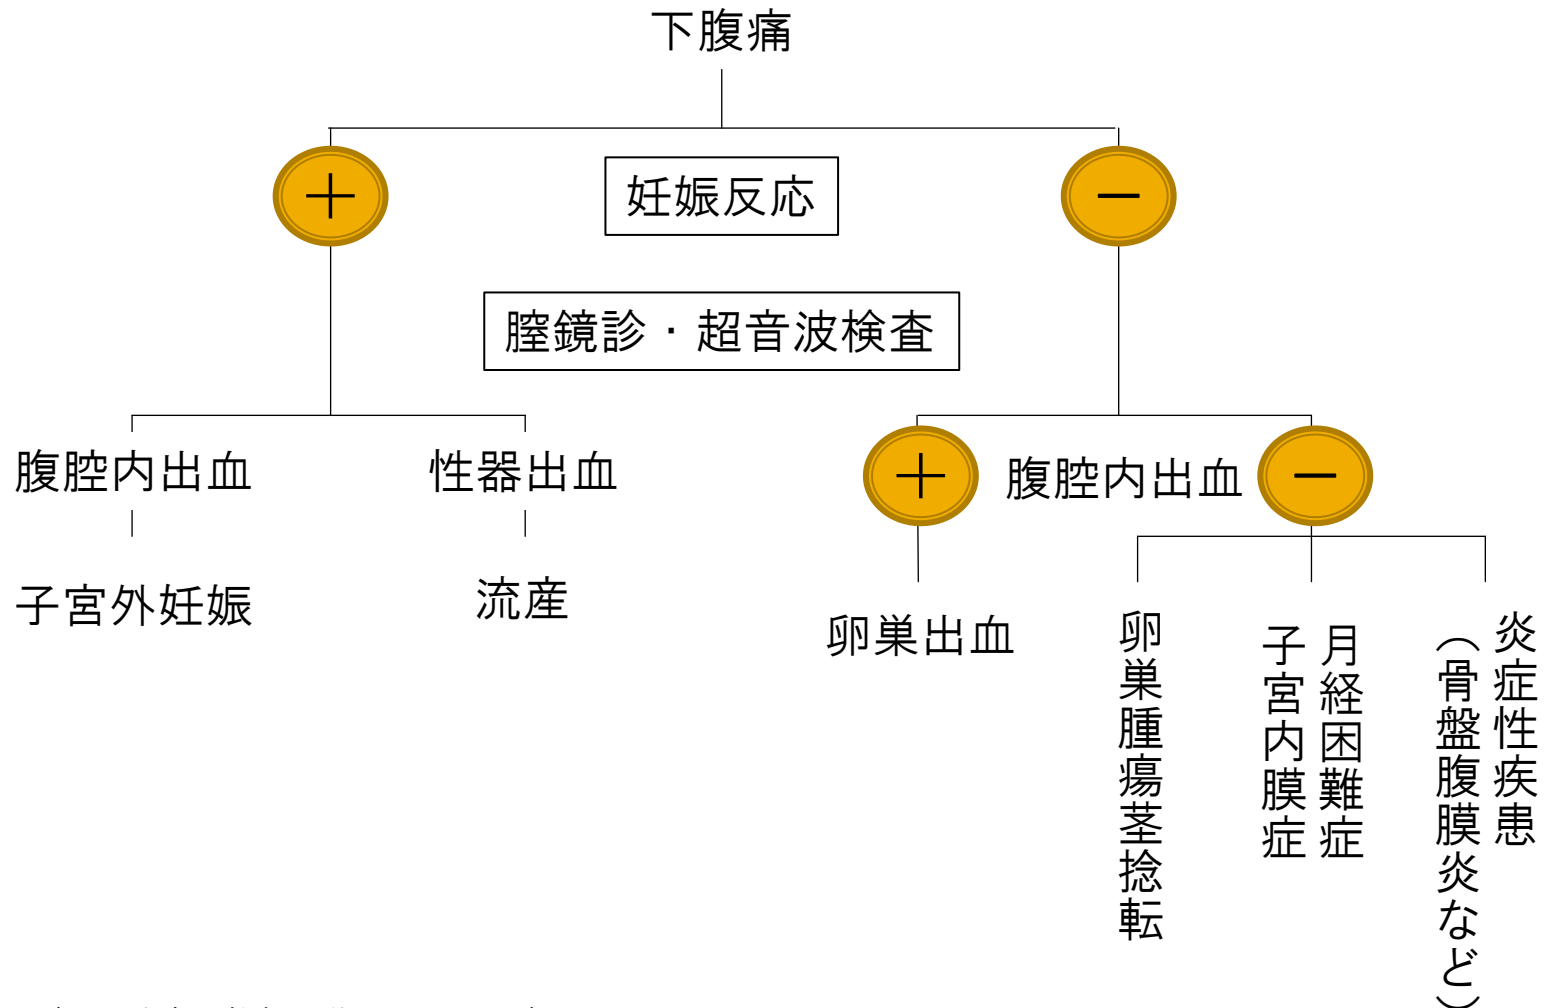 下腹痛
＋
妊娠反応
－
膣鏡診・超音波検査
腹腔内出血
性器出血
＋
腹腔内出血
－
子宮外妊娠
流産
卵巣出血
卵巣腫瘍茎捻転
月経困難症
子宮内膜症
炎症性疾患
（骨盤腹膜炎など）